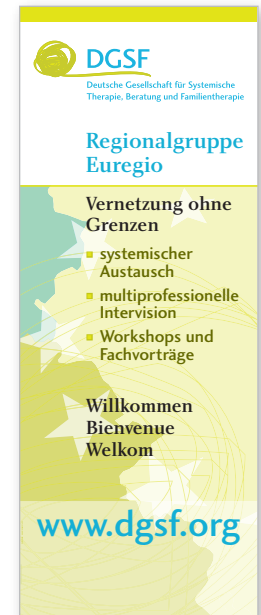 DGSF
Deutsche Gesellschaft für Systemische
Therapie, Beratung und Familientherapie
Regionalgruppe
Euregio
Vernetzung ohne
Grenzen
systemischer
Austausch
multiprofessionelle
Intervision
Workshops und
Fachvorträge
Willkommen
Bienvenue
Welkom
www.dgsf.org